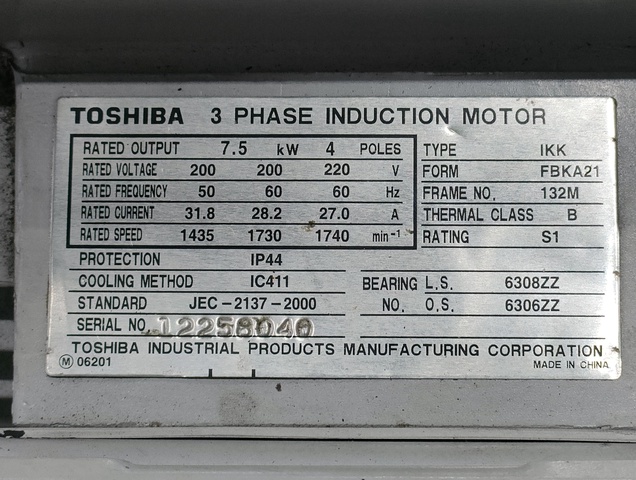 TOSHIBA 3 PHASE INDUCTION MOTOR
RATED OUTPUT 7.5 kW 4 POLES
RATED VOLTAGE 200 200 220 V
RATED FREQUENCY 50 60 60 Hz
RATED CURRENT 31.8 28.2 27.0 A
RATED SPEED 1435 1730 1740 min⁻¹
TYPE IKK
FORM FBKA21
FRAME NO. 132M
THERMAL CLASS B
RATING S1
PROTECTION IP44
COOLING METHOD IC411
STANDARD JEC-2137-2000
SERIAL NO. 12258040
BEARING L.S. 6308ZZ
NO. O.S. 6306ZZ
TOSHIBA INDUSTRIAL PRODUCTS MANUFACTURING CORPORATION
Ⓜ 06201
MADE IN CHINA